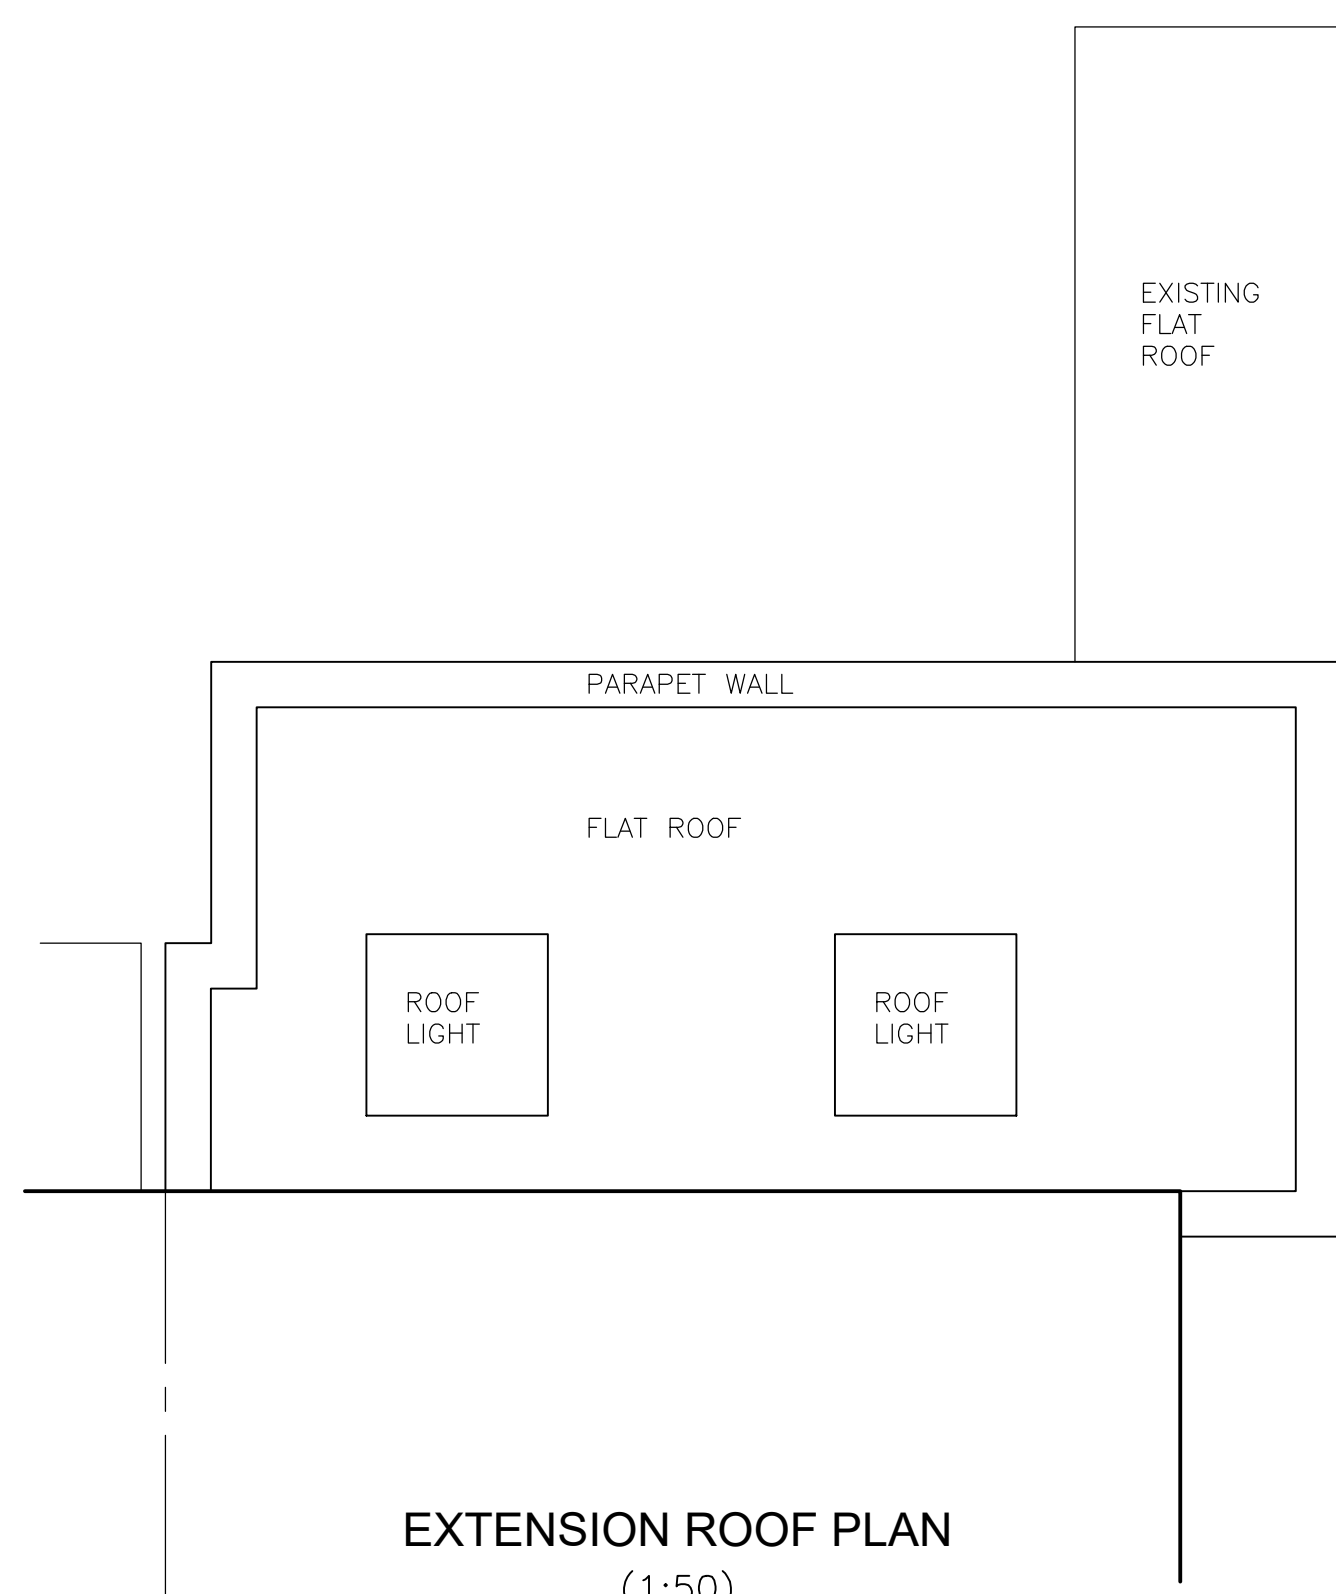 EXISTING
FLAT
ROOF
PARAPET WALL
FLAT ROOF
ROOF
LIGHT
ROOF
LIGHT
EXTENSION ROOF PLAN
(1:50)